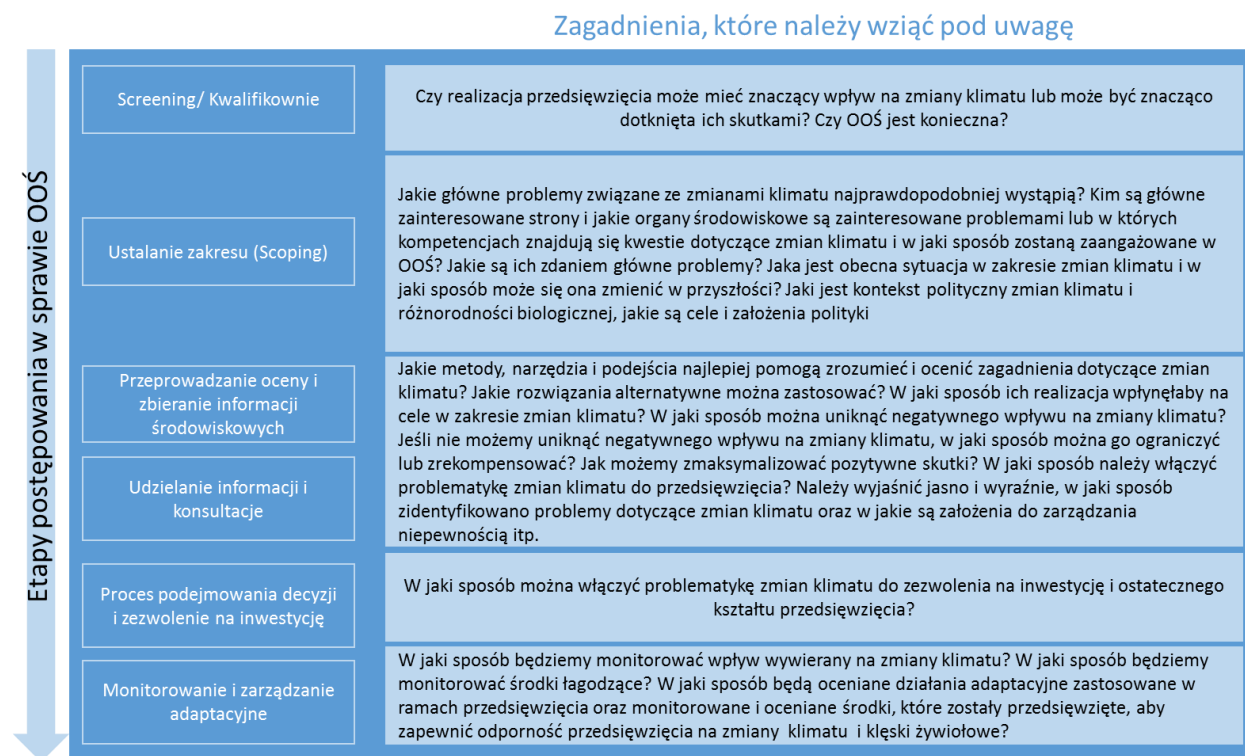 Zagadnienia, które należy wziąć pod uwagę
Etapy postępowania w sprawie OOŚ
Screening/ Kwalifikownie
Czy realizacja przedsięwzięcia może mieć znaczący wpływ na zmiany klimatu lub może być znacząco
dotknięta ich skutkami? Czy OOŚ jest konieczna?
Ustalanie zakresu (Scoping)
Jakie główne problemy związane ze zmianami klimatu najprawdopodobniej wystąpią? Kim są główne
zainteresowane strony i jakie organy środowiskowe są zainteresowane problemami lub w których
kompetencjach znajdują się kwestie dotyczące zmian klimatu i w jaki sposób zostaną zaangażowane w
OOŚ? Jakie są ich zdaniem główne problemy? Jaka jest obecna sytuacja w zakresie zmian klimatu i w
jaki sposób może się ona zmienić w przyszłości? Jaki jest kontekst polityczny zmian klimatu i
różnorodności biologicznej, jakie są cele i założenia polityki
Przeprowadzanie oceny i
zbieranie informacji
środowiskowych
Udzielanie informacji i
konsultacje
Jakie metody, narzędzia i podejścia najlepiej pomogą zrozumieć i ocenić zagadnienia dotyczące zmian
klimatu? Jakie rozwiązania alternatywne można zastosować? W jaki sposób ich realizacja wpłynęłaby na
cele w zakresie zmian klimatu? W jaki sposób można uniknąć negatywnego wpływu na zmiany klimatu?
Jeśli nie możemy uniknąć negatywnego wpływu na zmiany klimatu, w jaki sposób można go ograniczyć
lub zrekompensować? Jak możemy zmaksymalizować pozytywne skutki? W jaki sposób należy włączyć
problematykę zmian klimatu do przedsięwzięcia? Należy wyjaśnić jasno i wyraźnie, w jaki sposób
zidentyfikowano problemy dotyczące zmian klimatu oraz w jakie są założenia do zarządzania
niepewnością itp.
Proces podejmowania decyzji
i zezwolenie na inwestycję
W jaki sposób można włączyć problematykę zmian klimatu do zezwolenia na inwestycję i ostatecznego
kształtu przedsięwzięcia?
Monitorowanie i zarządzanie
adaptacyjne
W jaki sposób będziemy monitorować wpływ wywierany na zmiany klimatu? W jaki sposób będziemy
monitorować środki łagodzące? W jaki sposób będą oceniane działania adaptacyjne zastosowane w
ramach przedsięwzięcia oraz monitorowane i oceniane środki, które zostały przedsięwzięte, aby
zapewnić odporność przedsięwzięcia na zmiany klimatu i klęski żywiołowe?